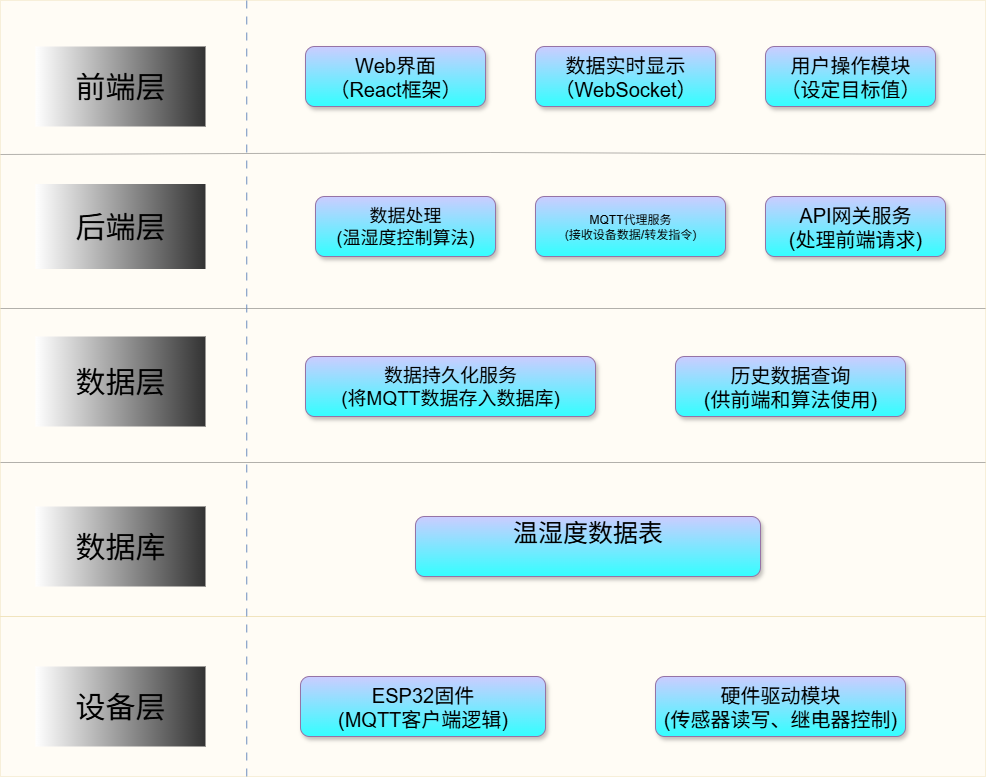 前端层
Web界面
（React框架）
数据实时显示
（WebSocket）
用户操作模块
（设定目标值）
后端层
数据处理
(温湿度控制算法)
MQTT代理服务
(接收设备数据/转发指令)
API网关服务
(处理前端请求)
数据层
数据持久化服务
(将MQTT数据存入数据库)
历史数据查询
(供前端和算法使用)
数据库
温湿度数据表
设备层
ESP32固件
(MQTT客户端逻辑)
硬件驱动模块
(传感器读写、继电器控制)